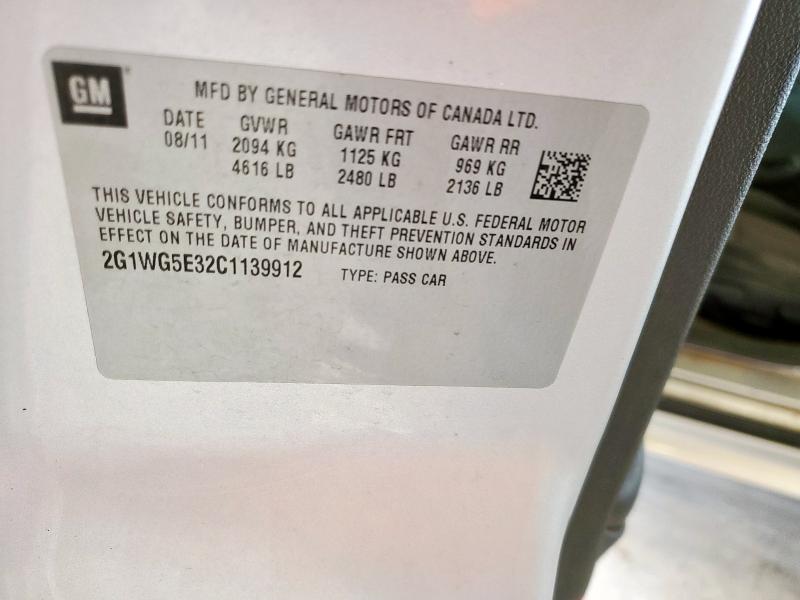 GM
MFD BY GENERAL MOTORS OF CANADA LTD.
DATE GVWR GAWR FRT GAWR RR
08/11 2094 KG 1125 KG 969 KG
4616 LB 2480 LB 2136 LB
THIS VEHICLE CONFORMS TO ALL APPLICABLE U.S. FEDERAL MOTOR
VEHICLE SAFETY, BUMPER, AND THEFT PREVENTION STANDARDS IN
EFFECT ON THE DATE OF MANUFACTURE SHOWN ABOVE.
2G1WG5E32C1139912 TYPE: PASS CAR